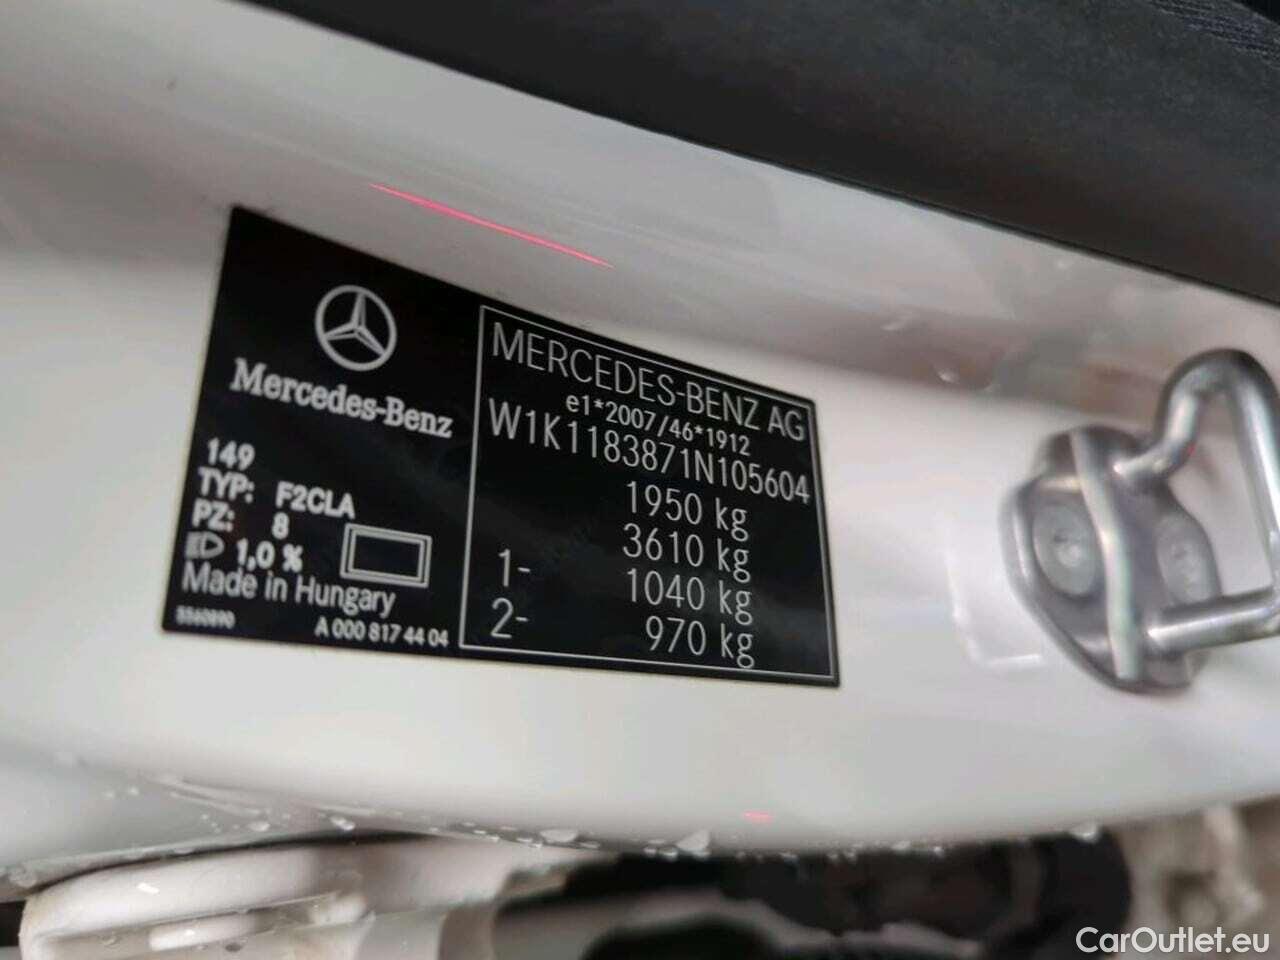 Mercedes-Benz
149
TYP: F2CLA
PZ: 8
1,0 %
Made in Hungary
A 000 817 44 04
MERCEDES-BENZ AG
e1*2007/46*1912
W1K1183871N105604
1950 kg
3610 kg
1- 1040 kg
2- 970 kg
CarOutlet.eu